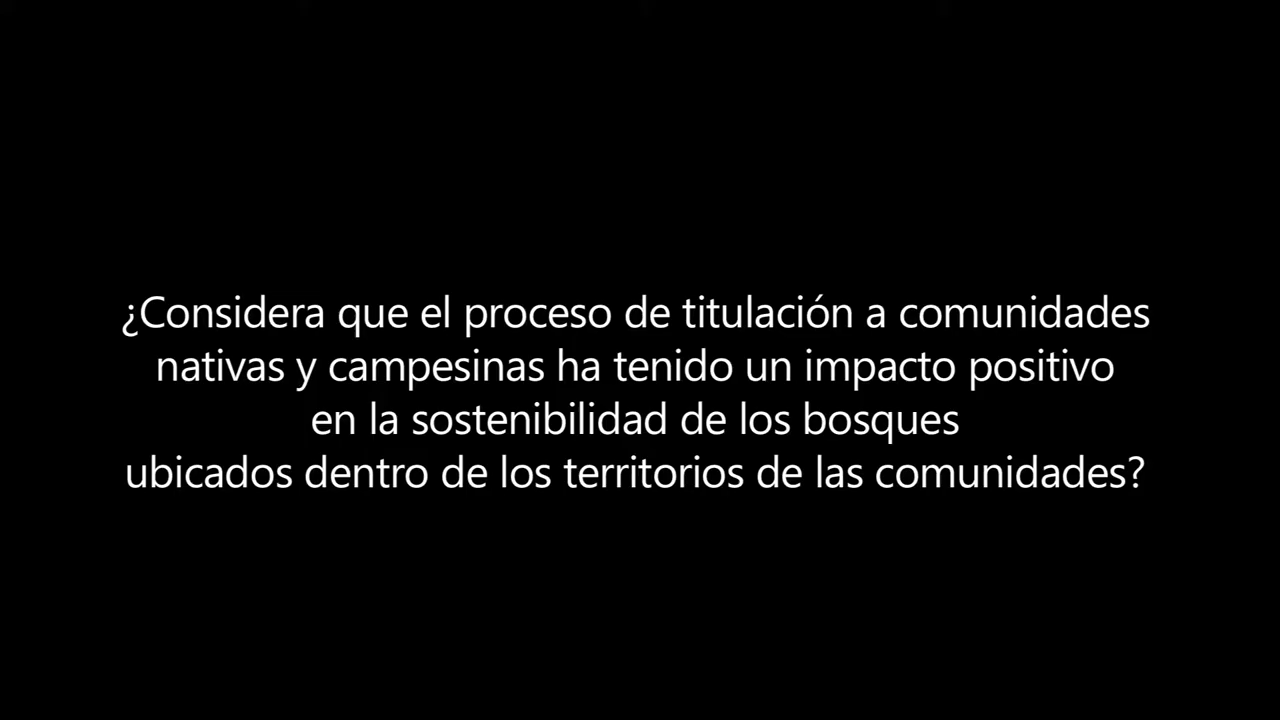 ¿Considera que el proceso de titulación a comunidades
nativas y campesinas ha tenido un impacto positivo
en la sostenibilidad de los bosques
ubicados dentro de los territorios de las comunidades?